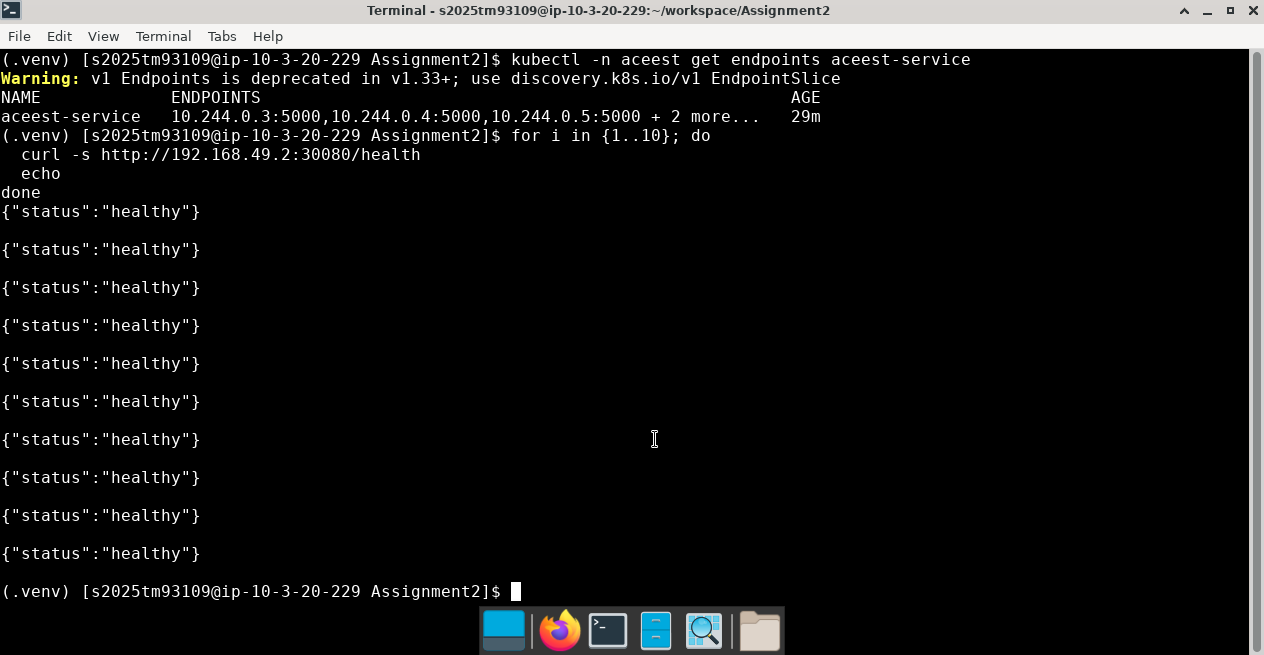 Terminal - s2025tm93109@ip-10-3-20-229:~/workspace/Assignment2
File Edit View Terminal Tabs Help
(.venv) [s2025tm93109@ip-10-3-20-229 Assignment2]$ kubectl -n aceest get endpoints aceest-service
Warning: v1 Endpoints is deprecated in v1.33+; use discovery.k8s.io/v1 EndpointSlice
NAME             ENDPOINTS                                                     AGE
aceest-service   10.244.0.3:5000,10.244.0.4:5000,10.244.0.5:5000 + 2 more...   29m
(.venv) [s2025tm93109@ip-10-3-20-229 Assignment2]$ for i in {1..10}; do
  curl -s http://192.168.49.2:30080/health
  echo
done
{"status":"healthy"}
{"status":"healthy"}
{"status":"healthy"}
{"status":"healthy"}
{"status":"healthy"}
{"status":"healthy"}
{"status":"healthy"}
{"status":"healthy"}
{"status":"healthy"}
{"status":"healthy"}
(.venv) [s2025tm93109@ip-10-3-20-229 Assignment2]$